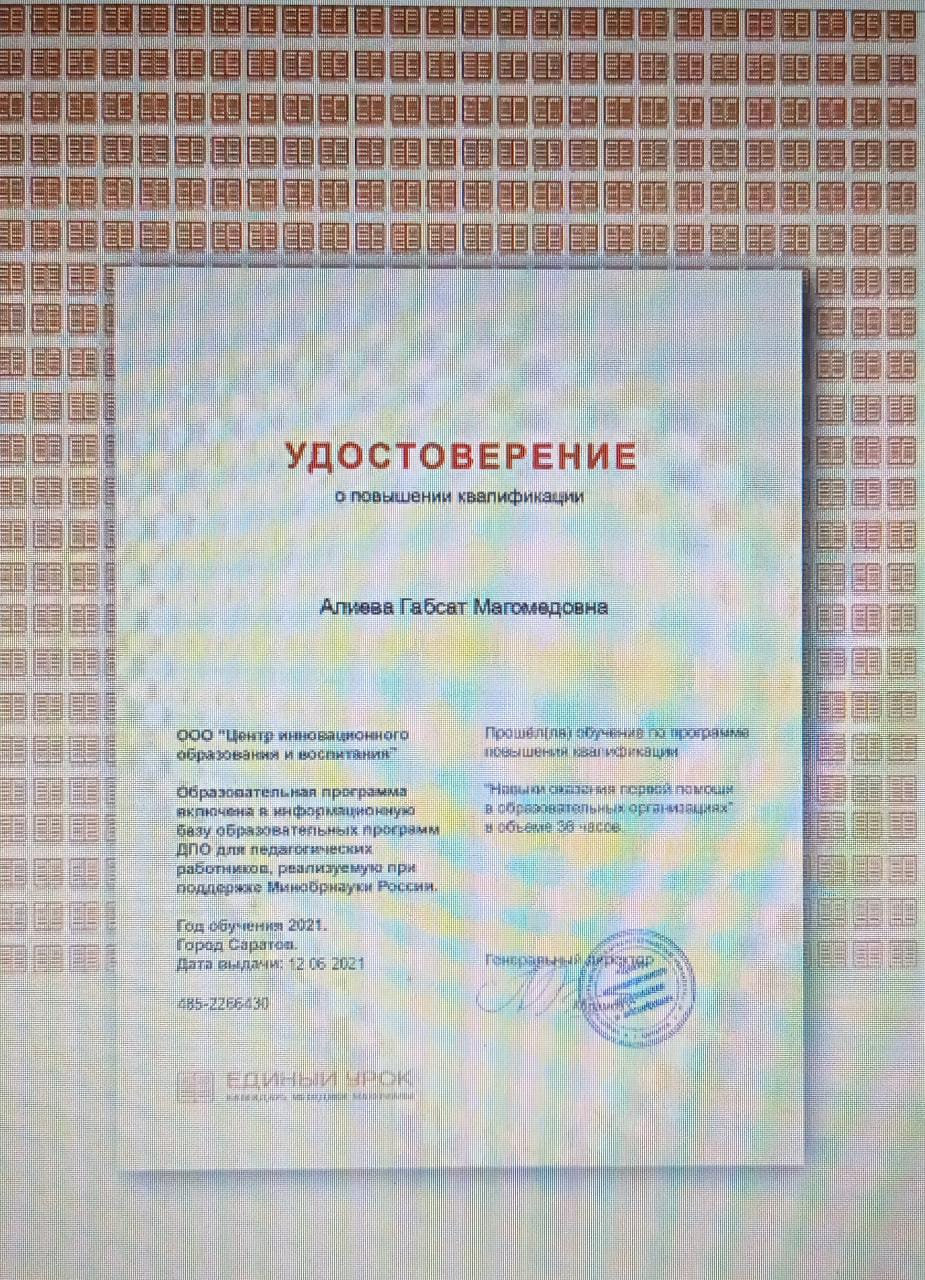 УДОСТОВЕРЕНИЕ
о повышении квалификации
Алиева Габсат Магомедовна
ООО "Центр инновационного
образования и воспитания"
Образовательная программа
включена в информационную
базу образовательных программ
ДПО для педагогических
работников, реализуемую при
поддержке Минобрнауки России.
Год обучения 2021.
Город Саратов.
Дата выдачи: 12.06.2021
485-2266430
Прошёл(ла) обучение по программе
повышения квалификации
"Навыки оказания первой помощи
в образовательных организациях"
в объеме 36 часов.
Генеральный директор
ЕДИНЫЙ УРОК